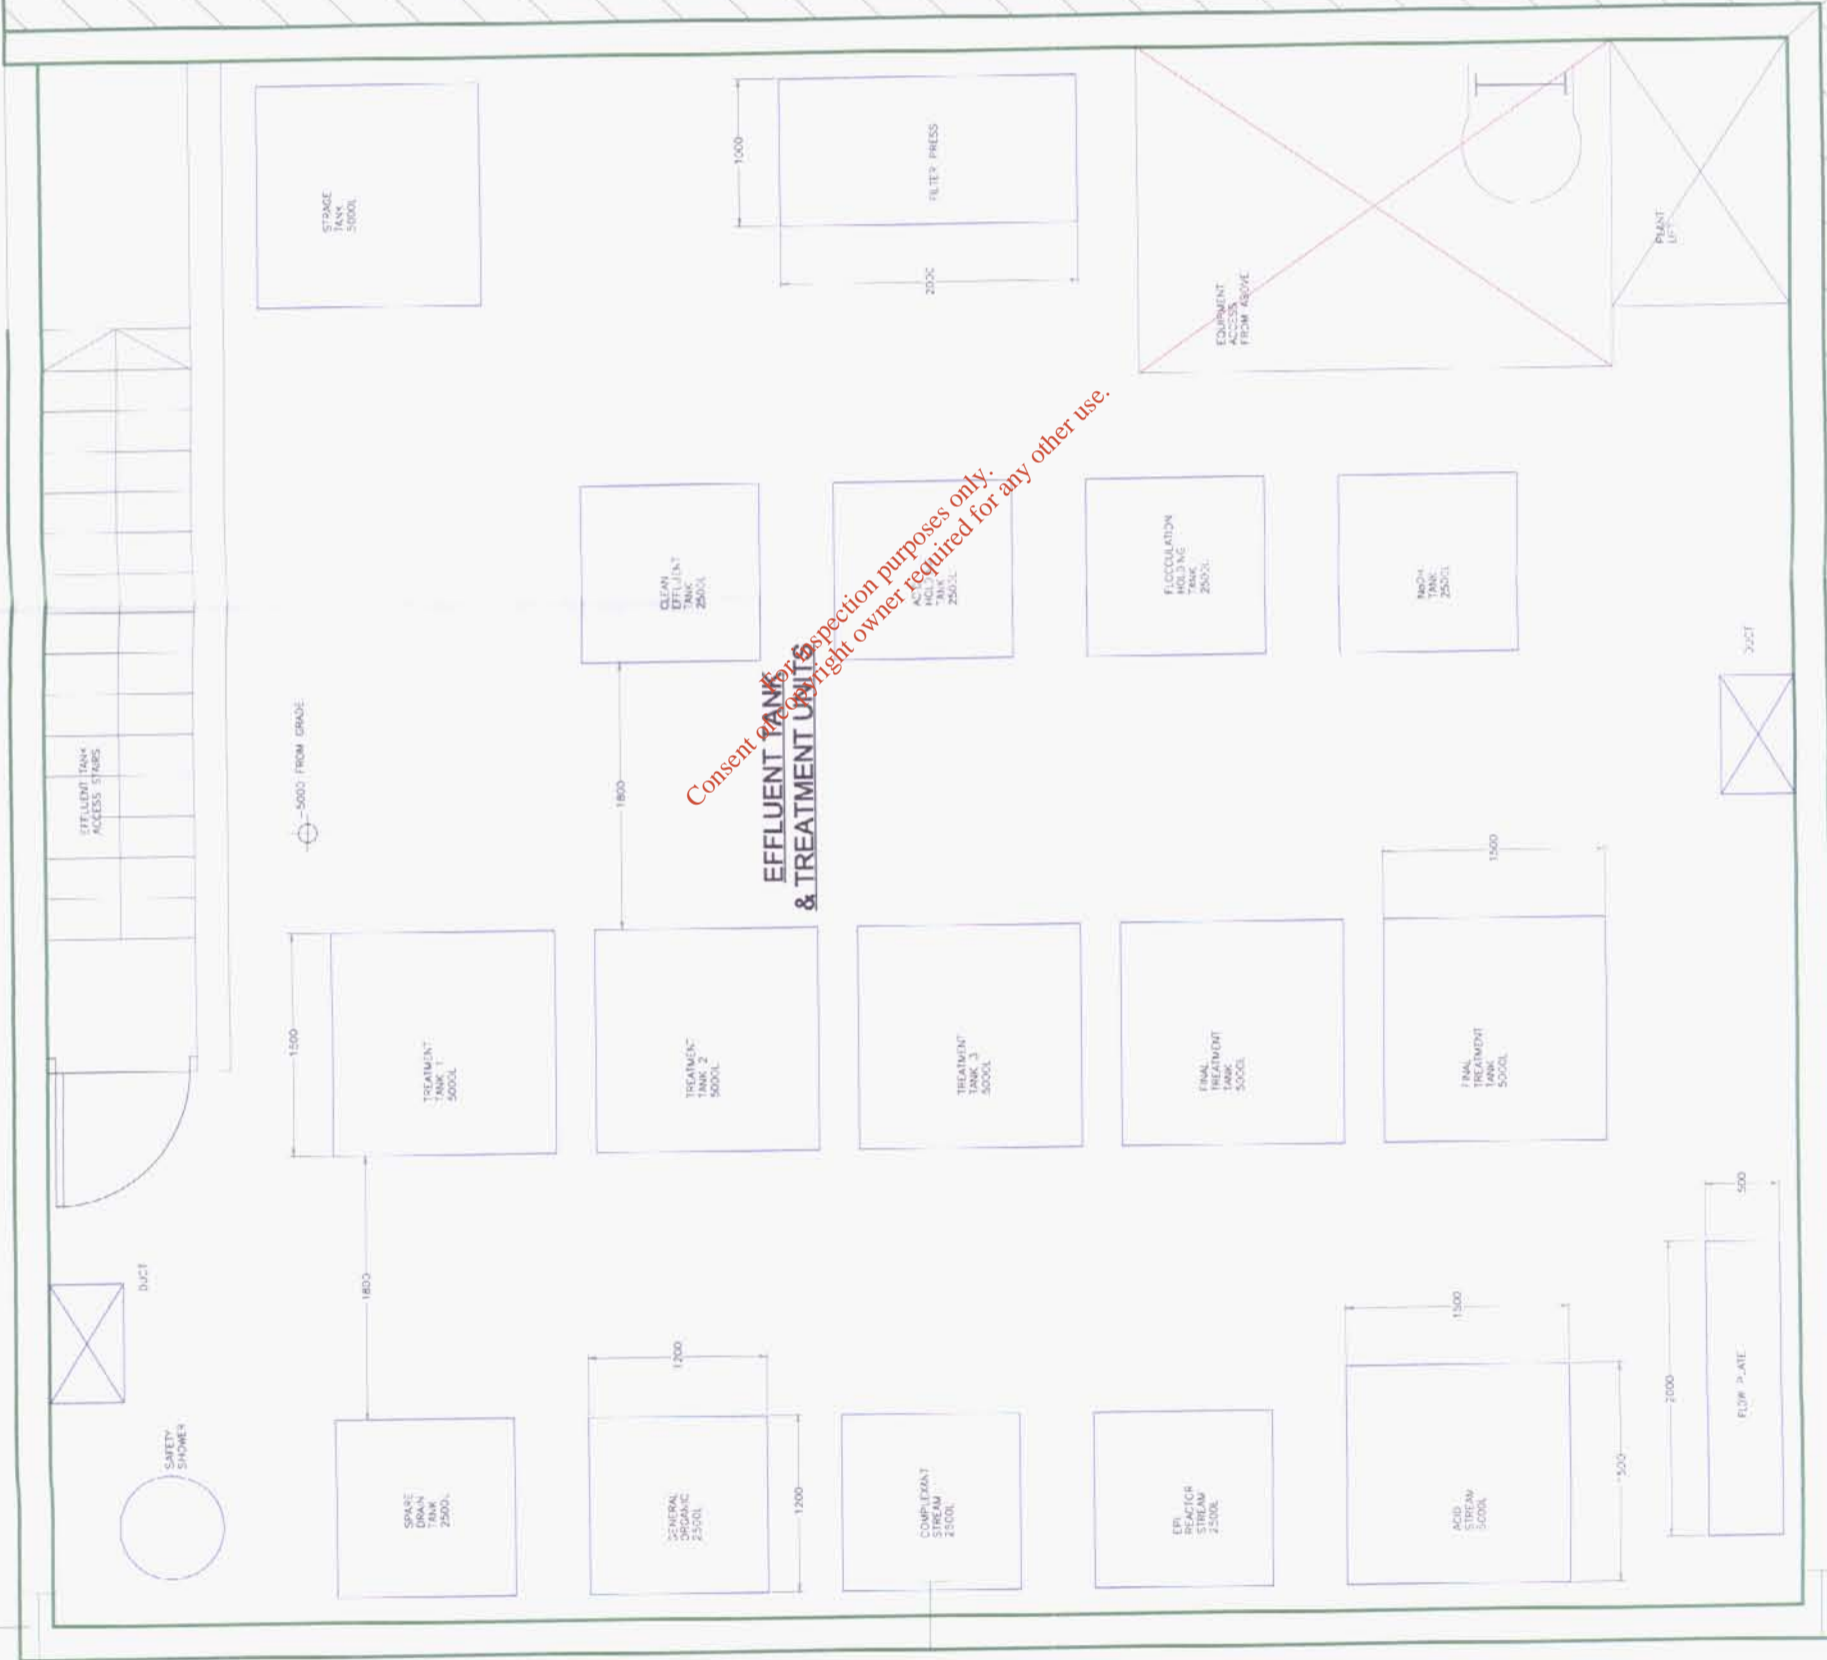 STRAGE
TANK
5000L
1000
FILTER PRESS
2000
EQUIPMENT
ACCESS
FROM ABOVE
PLANT
LIFT
EFFLUENT TANK
ACCESS STAIRS
-5000 FROM GRADE
CLEAN
EFFLUENT
TANK
2500L
HOLDING
TANK
2500L
FLOCCULATION
HOLDING
TANK
2500L
NaOH
TANK
2500L
DUCT
1800
EFFLUENT TANK
& TREATMENT UNITS
For inspection purposes only.
Consent of copyright owner required for any other use.
1500
1500
TREATMENT
TANK 1
5000L
TREATMENT
TANK 2
5000L
TREATMENT
TANK 3
5000L
FINAL
TREATMENT
TANK
5000L
FINAL
TREATMENT
TANK
5000L
DUCT
1800
500
SAFETY
SHOWER
1200
1500
2000
FLOW PLATE
SPARE
DRAIN
TANK
2500L
GENERAL
ORGANIC
2500L
1200
COMPLEXANT
STREAM
2500L
EPI
REACTOR
STREAM
2500L
ACID
STREAM
5000L
1500